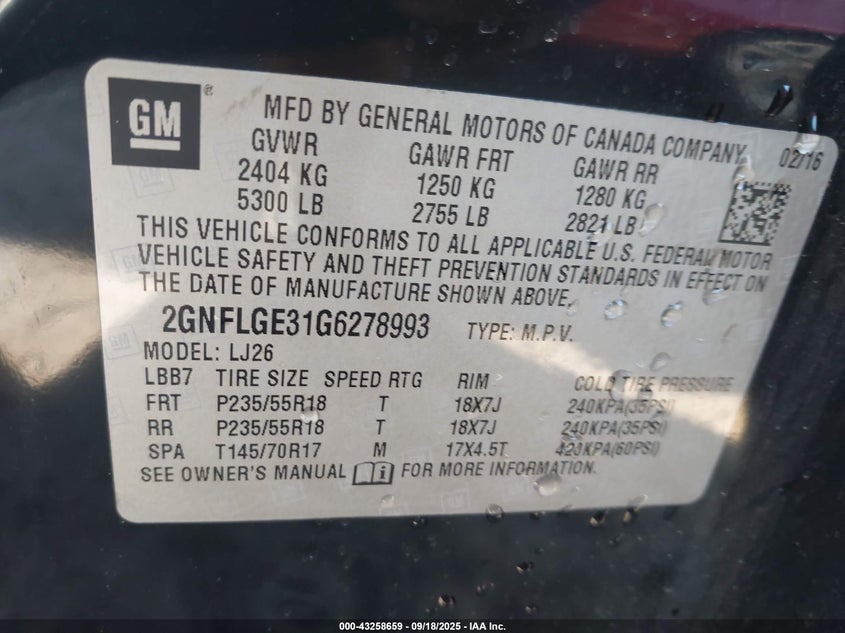 GM ®
MFD BY GENERAL MOTORS OF CANADA COMPANY 02/16
GVWR GAWR FRT GAWR RR
2404 KG 1250 KG 1280 KG
5300 LB 2755 LB 2821 LB
THIS VEHICLE CONFORMS TO ALL APPLICABLE U.S. FEDERAL MOTOR
VEHICLE SAFETY AND THEFT PREVENTION STANDARDS IN EFFECT ON
THE DATE OF MANUFACTURE SHOWN ABOVE.
2GNFLGE31G6278993 TYPE: M.P.V.
MODEL: LJ26
LBB7 TIRE SIZE SPEED RTG RIM COLD TIRE PRESSURE
FRT P235/55R18 T 18X7J 240KPA(35PSI)
RR P235/55R18 T 18X7J 240KPA(35PSI)
SPA T145/70R17 M 17X4.5T 420KPA(60PSI)
SEE OWNER'S MANUAL FOR MORE INFORMATION.
000-43258659 - 09/18/2025 - IAA Inc.